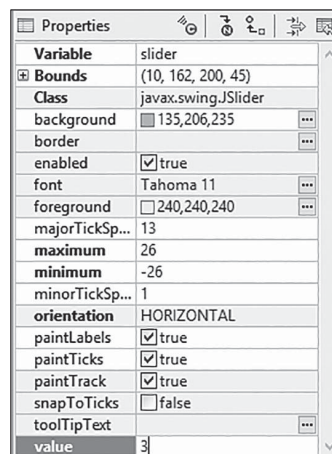 Properties
Variable slider
Bounds (10, 162, 200, 45)
Class javax.swing.JSlider
background 135,206,235 ...
border ...
enabled true
font Tahoma 11 ...
foreground 240,240,240 ...
majorTickSp... 13
maximum 26
minimum -26
minorTickSp... 1
orientation HORIZONTAL
paintLabels true
paintTicks true
paintTrack true
snapToTicks false
toolTipText ...
value 3